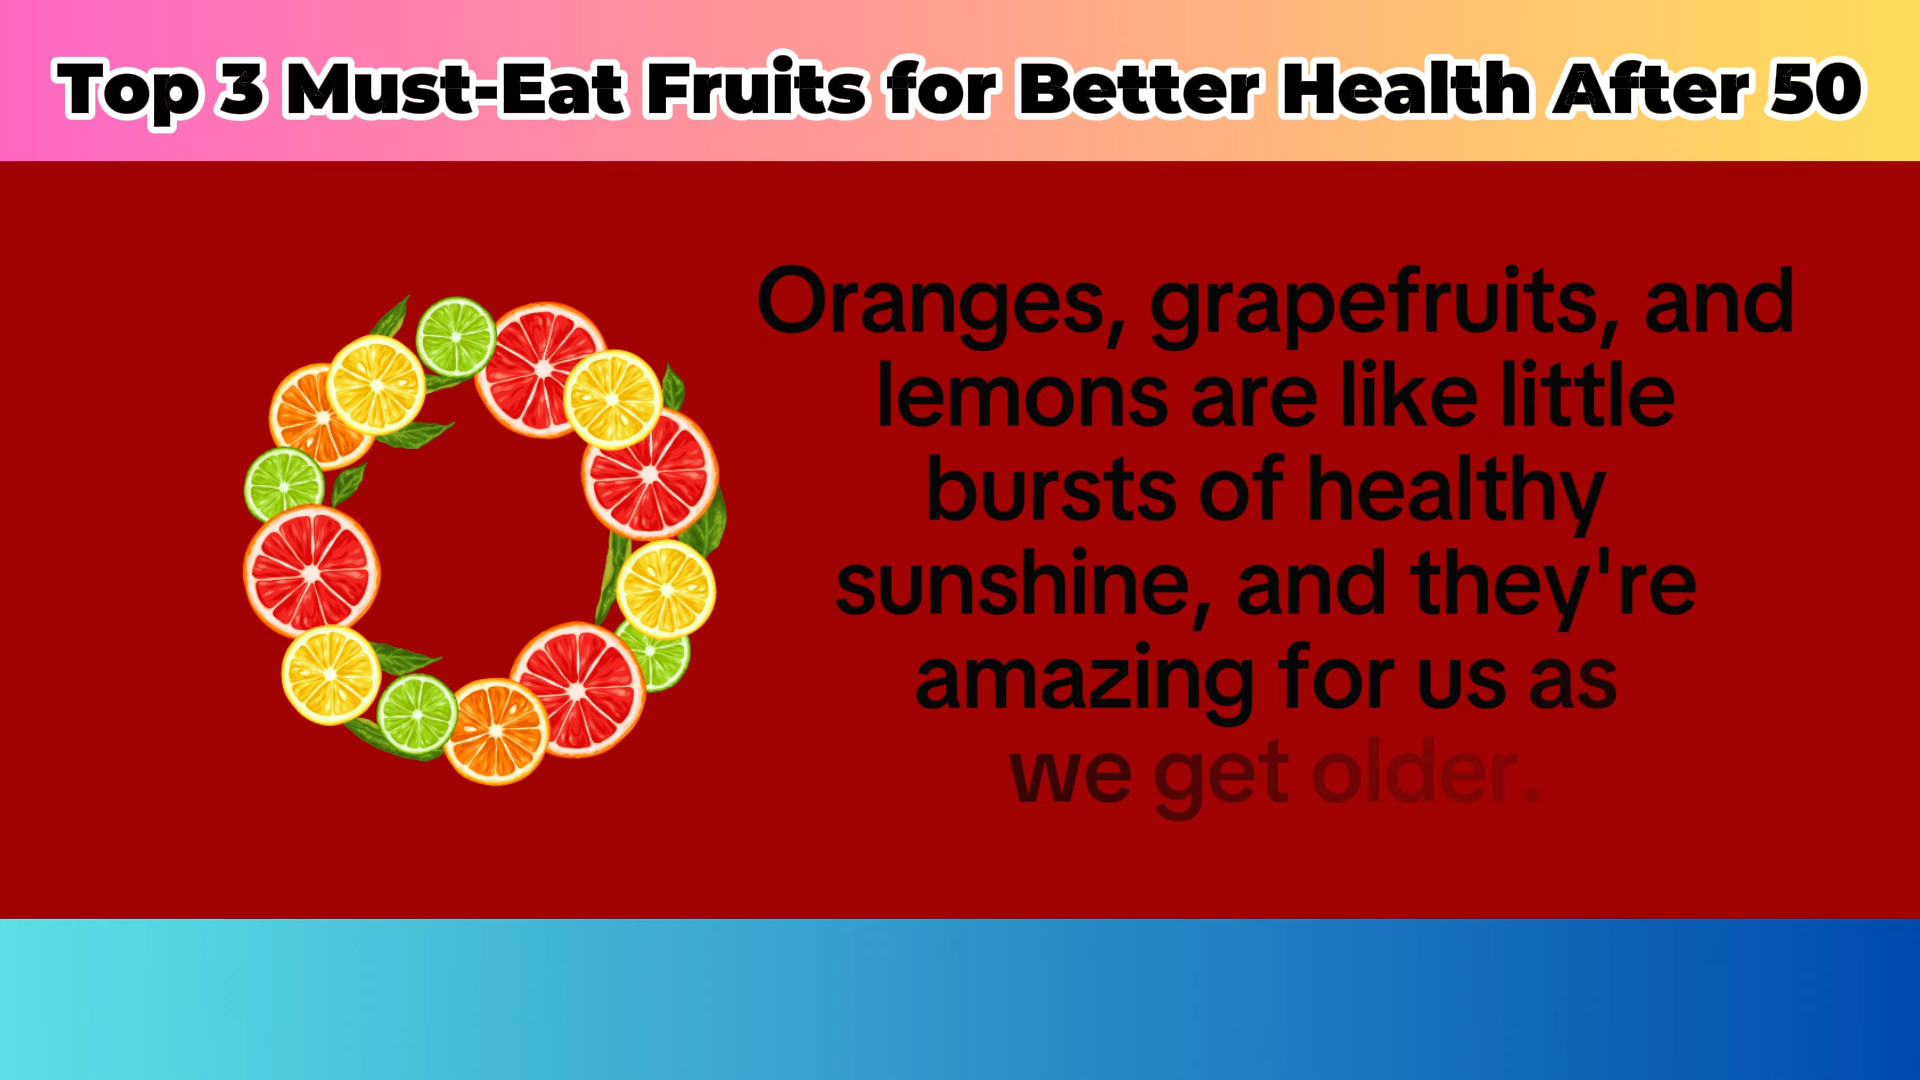 Top 3 Must-Eat Fruits for Better Health After 50
Oranges, grapefruits, and
lemons are like little
bursts of healthy
sunshine, and they're
amazing for us as
we get older.